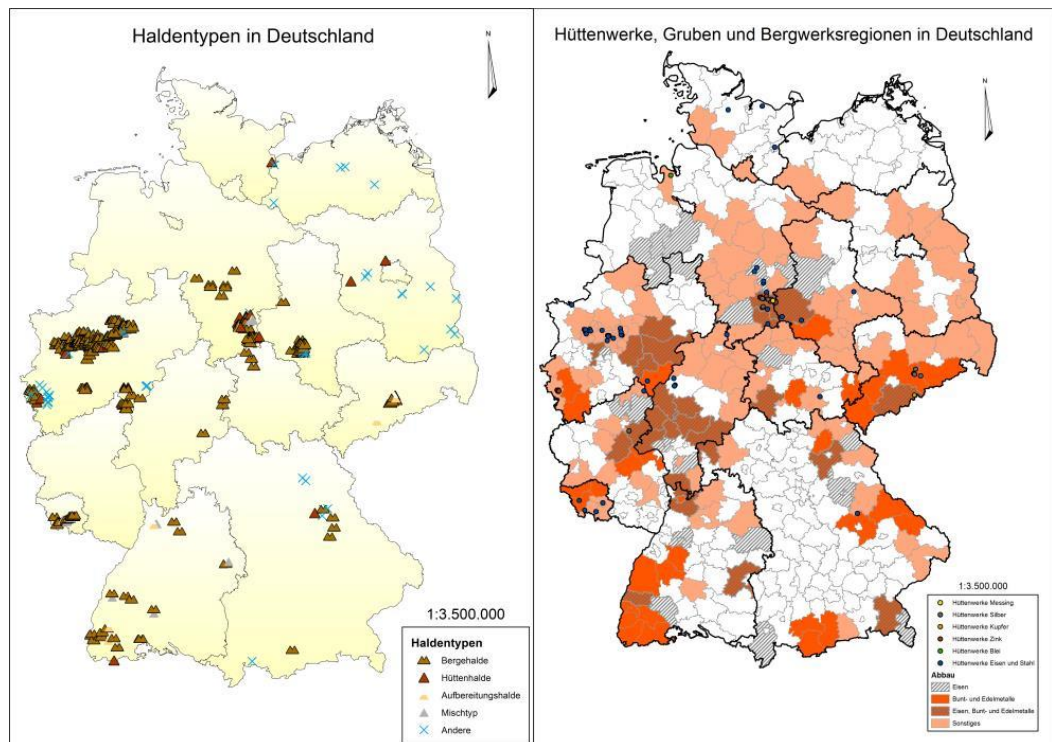 Haldentypen in Deutschland
N
1:3.500.000
Haldentypen
Bergehalde
Hüttenhalde
Aufbereitungshalde
Mischtyp
Andere
Hüttenwerke, Gruben und Bergwerksregionen in Deutschland
N
1:3.500.000
Hüttenwerke Messing
Hüttenwerke Silber
Hüttenwerke Kupfer
Hüttenwerke Zink
Hüttenwerke Blei
Hüttenwerke Eisen und Stahl
Abbau
Eisen
Bunt- und Edelmetalle
Eisen, Bunt- und Edelmetalle
Sonstiges